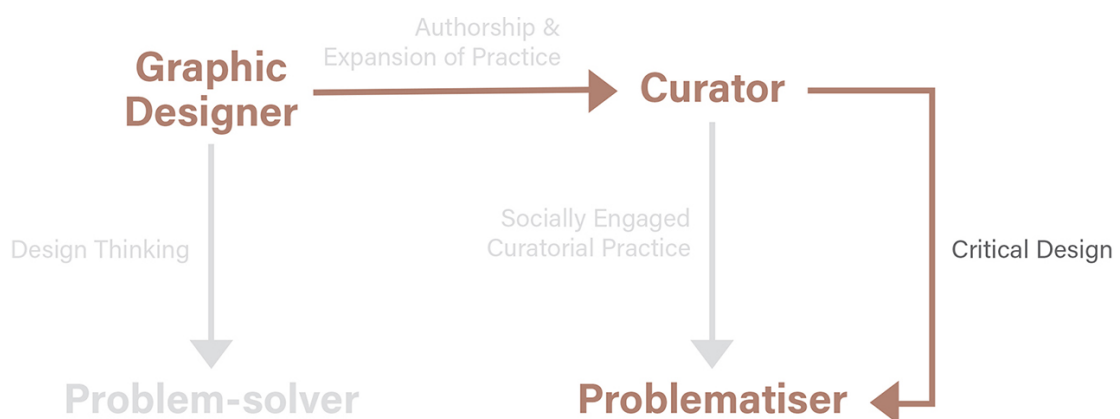 Authorship &
Expansion of Practice
Graphic
Designer
Curator
Design Thinking
Socially Engaged
Curatorial Practice
Critical Design
Problem-solver
Problematiser